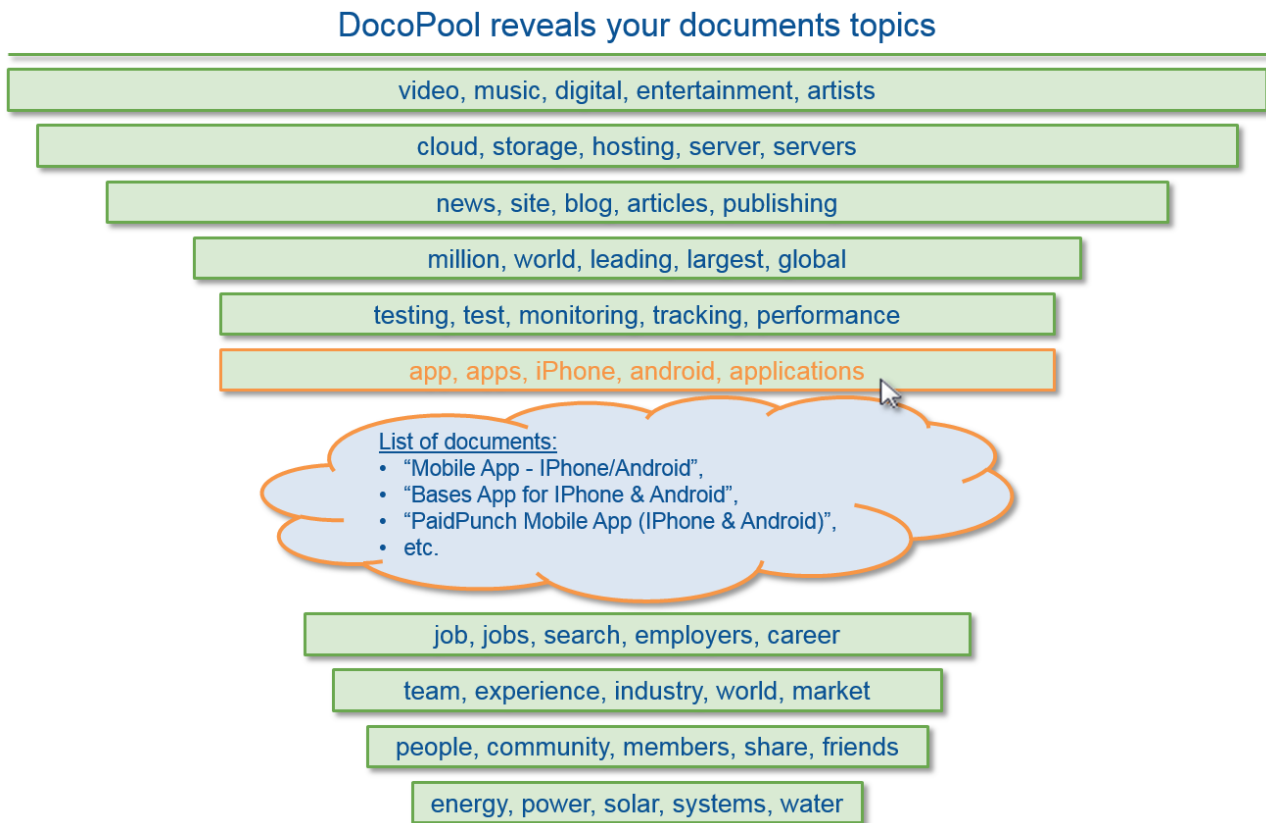 DocoPool reveals your documents topics
video, music, digital, entertainment, artists
cloud, storage, hosting, server, servers
news, site, blog, articles, publishing
million, world, leading, largest, global
testing, test, monitoring, tracking, performance
app, apps, iPhone, android, applications
List of documents:
• “Mobile App - IPhone/Android”,
• “Bases App for IPhone & Android”,
• “PaidPunch Mobile App (IPhone & Android)”,
• etc.
job, jobs, search, employers, career
team, experience, industry, world, market
people, community, members, share, friends
energy, power, solar, systems, water